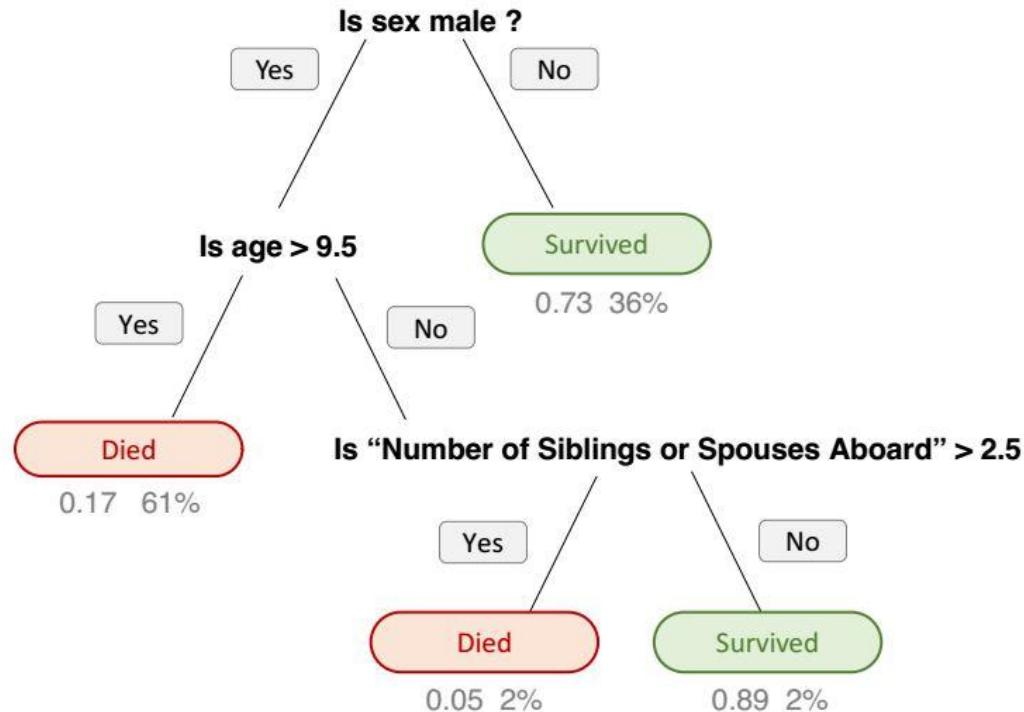 Is sex male ?
Yes
No
Is age > 9.5
Survived
0.73 36%
Yes
No
Died
0.17 61%
Is “Number of Siblings or Spouses Aboard” > 2.5
Yes
No
Died
Survived
0.05 2%
0.89 2%